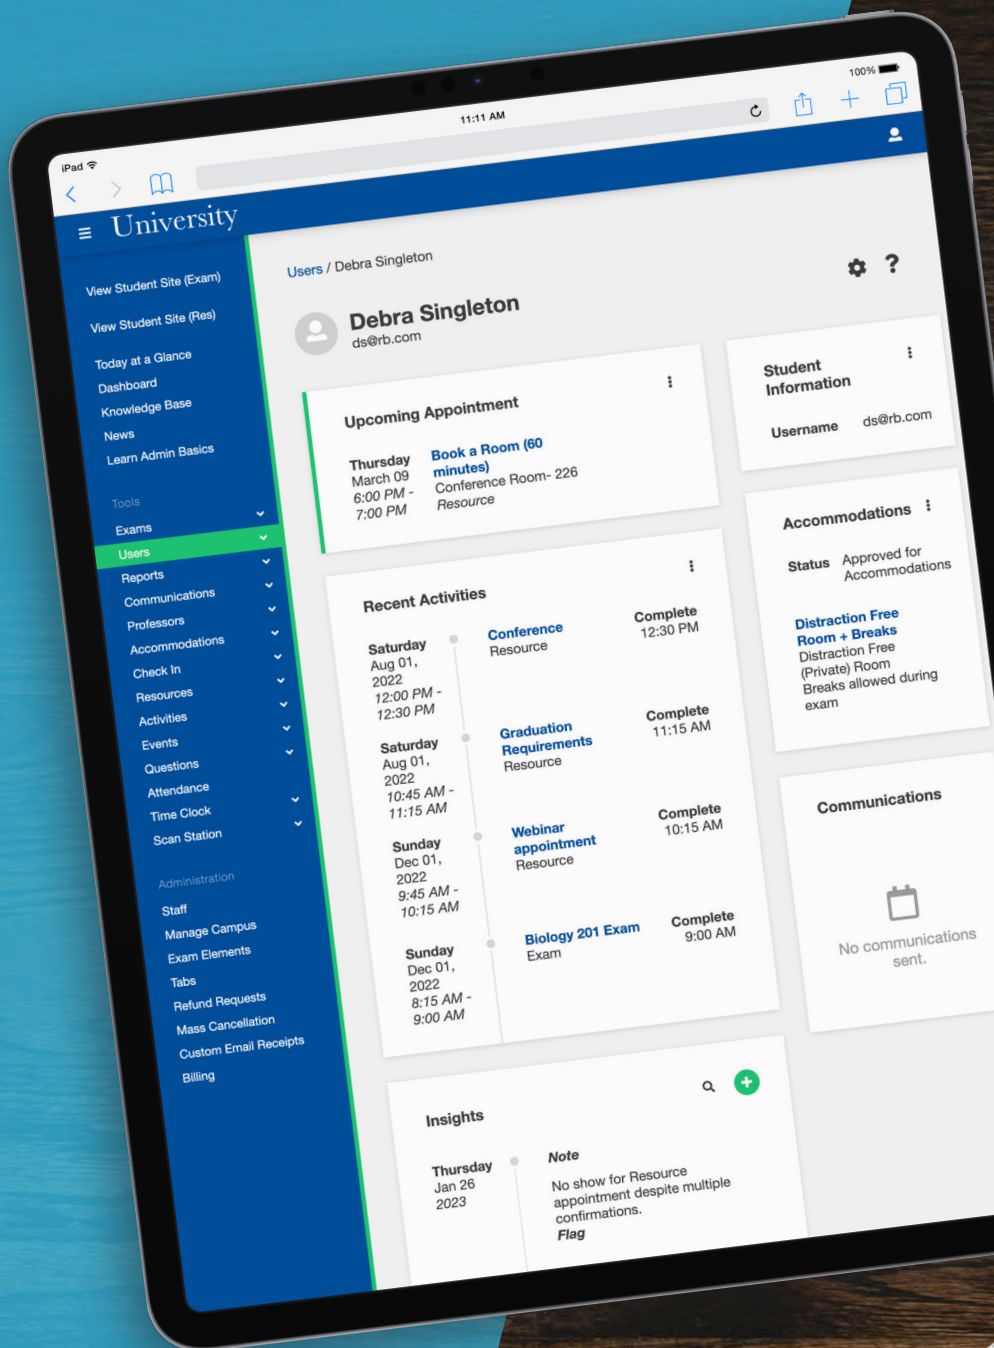 iPad
11:11 AM
100%
University
View Student Site (Exam)
View Student Site (Res)
Today at a Glance
Dashboard
Knowledge Base
News
Learn Admin Basics
Tools
Exams
Users
Reports
Communications
Professors
Accommodations
Check In
Resources
Activities
Events
Questions
Attendance
Time Clock
Scan Station
Administration
Staff
Manage Campus
Exam Elements
Tabs
Refund Requests
Mass Cancellation
Custom Email Receipts
Billing
Users / Debra Singleton
Debra Singleton
ds@rb.com
?
Upcoming Appointment
Thursday
March 09
6:00 PM -
7:00 PM
Book a Room (60
minutes)
Conference Room- 226
Resource
Recent Activities
Saturday
Aug 01,
2022
12:00 PM -
12:30 PM
Conference
Resource
Complete
12:30 PM
Saturday
Aug 01,
2022
10:45 AM -
11:15 AM
Graduation
Requirements
Resource
Complete
11:15 AM
Sunday
Dec 01,
2022
9:45 AM -
10:15 AM
Webinar
appointment
Resource
Complete
10:15 AM
Sunday
Dec 01,
2022
8:15 AM -
9:00 AM
Biology 201 Exam
Exam
Complete
9:00 AM
Insights
Thursday
Jan 26
2023
Note
No show for Resource
appointment despite multiple
confirmations.
Flag
Student
Information
Username ds@rb.com
Accommodations
Status Approved for
Accommodations
Distraction Free
Room + Breaks
Distraction Free
(Private) Room
Breaks allowed during
exam
Communications
No communications
sent.